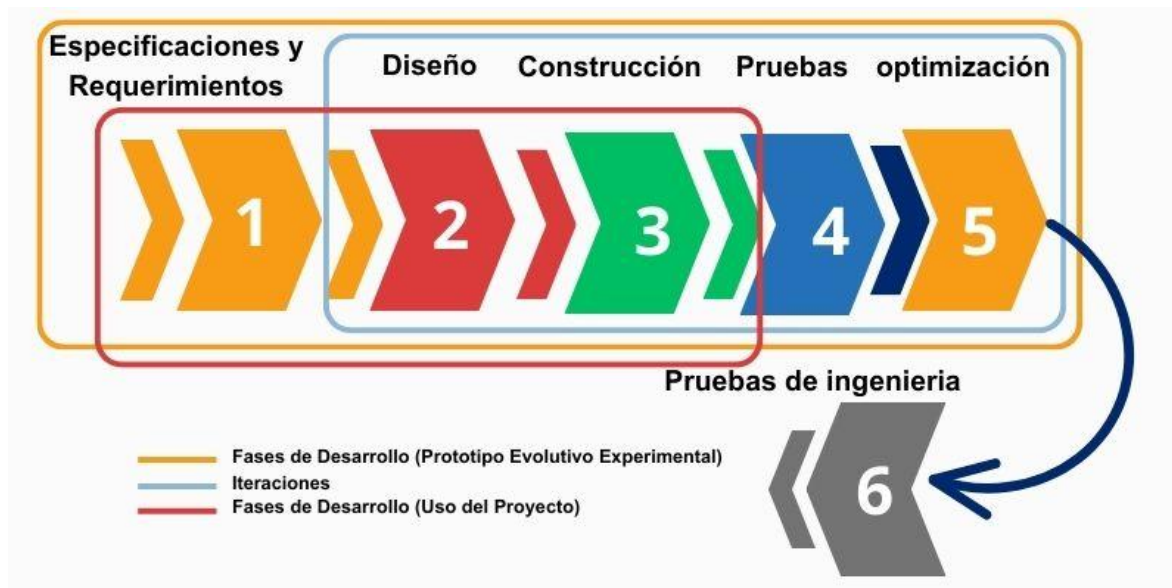 Especificaciones y
Requerimientos
Diseño
Construcción
Pruebas
optimización
1
2
3
4
5
Pruebas de ingenieria
6
Fases de Desarrollo (Prototipo Evolutivo Experimental)
Iteraciones
Fases de Desarrollo (Uso del Proyecto)